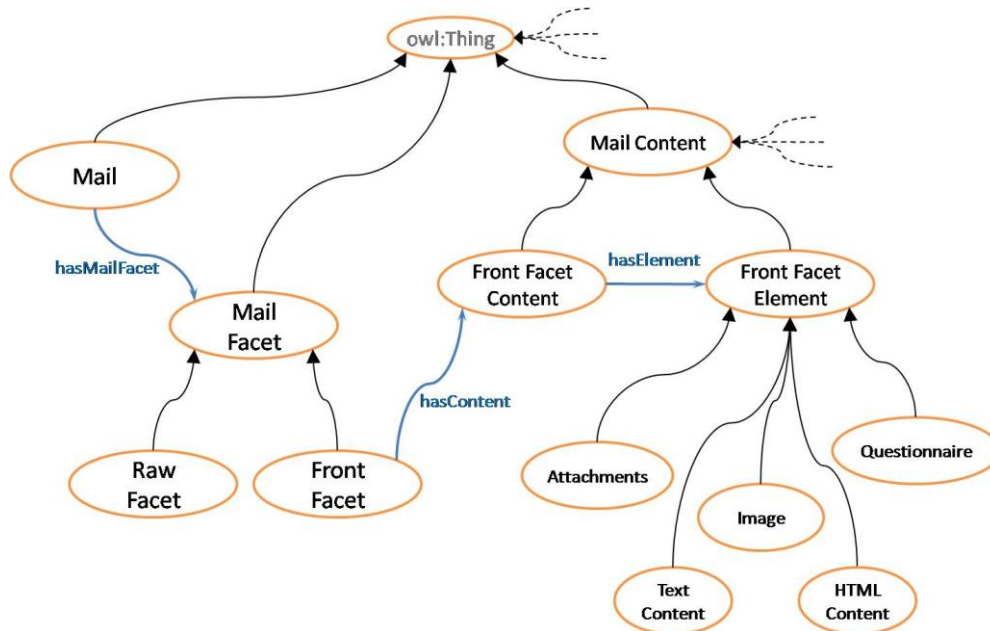 owl:Thing
Mail Content
Mail
hasMailFacet
Front Facet
Content
hasElement
Front Facet
Element
Mail
Facet
hasContent
Raw
Facet
Front
Facet
Attachments
Questionnaire
Image
Text
Content
HTML
Content